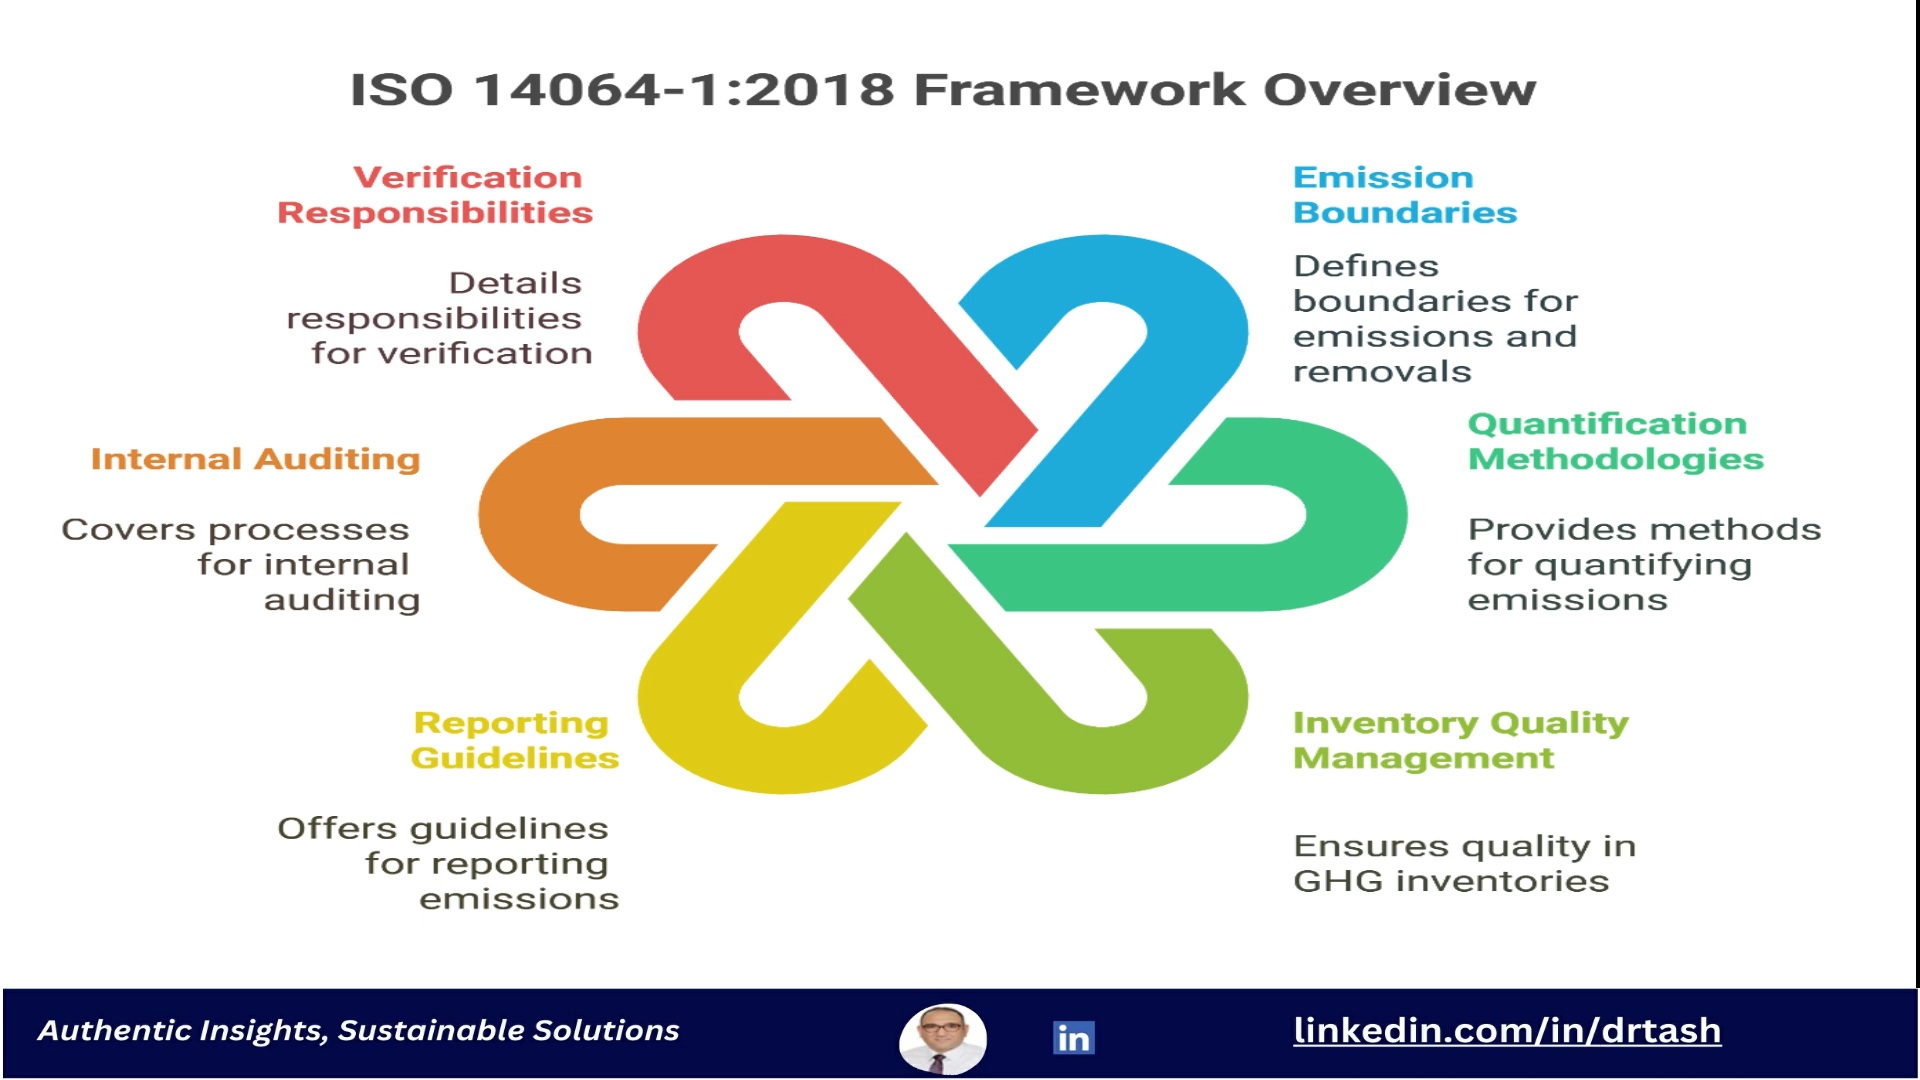 ISO 14064-1:2018 Framework Overview
Verification
Responsibilities
Details
responsibilities
for verification
Emission
Boundaries
Defines
boundaries for
emissions and
removals
Internal Auditing
Covers processes
for internal
auditing
Quantification
Methodologies
Provides methods
for quantifying
emissions
Reporting
Guidelines
Offers guidelines
for reporting
emissions
Inventory Quality
Management
Ensures quality in
GHG inventories
Authentic Insights, Sustainable Solutions
in
linkedin.com/in/drtash